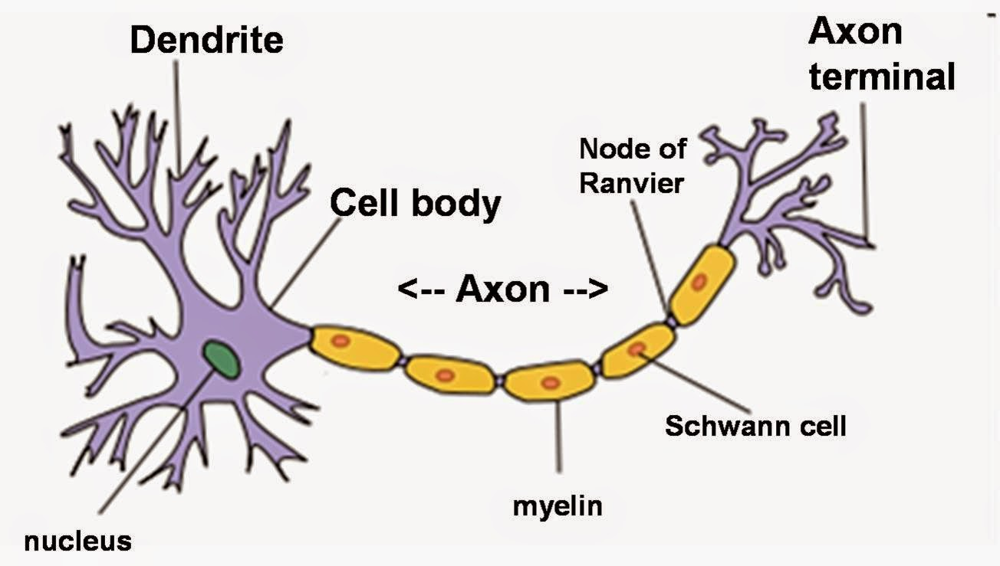 Dendrite
Axon
terminal
Node of
Ranvier
Cell body
<-- Axon -->
Schwann cell
myelin
nucleus